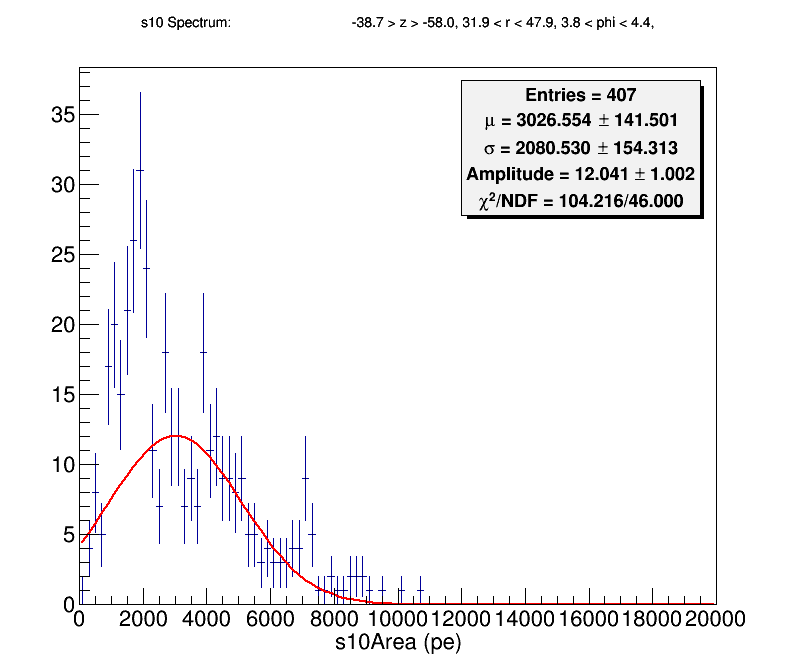 s10 Spectrum: -38.7 > z > -58.0, 31.9 < r < 47.9, 3.8 < phi < 4.4,
Entries = 407
μ = 3026.554 ± 141.501
σ = 2080.530 ± 154.313
Amplitude = 12.041 ± 1.002
χ²/NDF = 104.216/46.000
35
30
25
20
15
10
5
0
0 2000 4000 6000 8000 10000 12000 14000 16000 18000 20000
s10Area (pe)